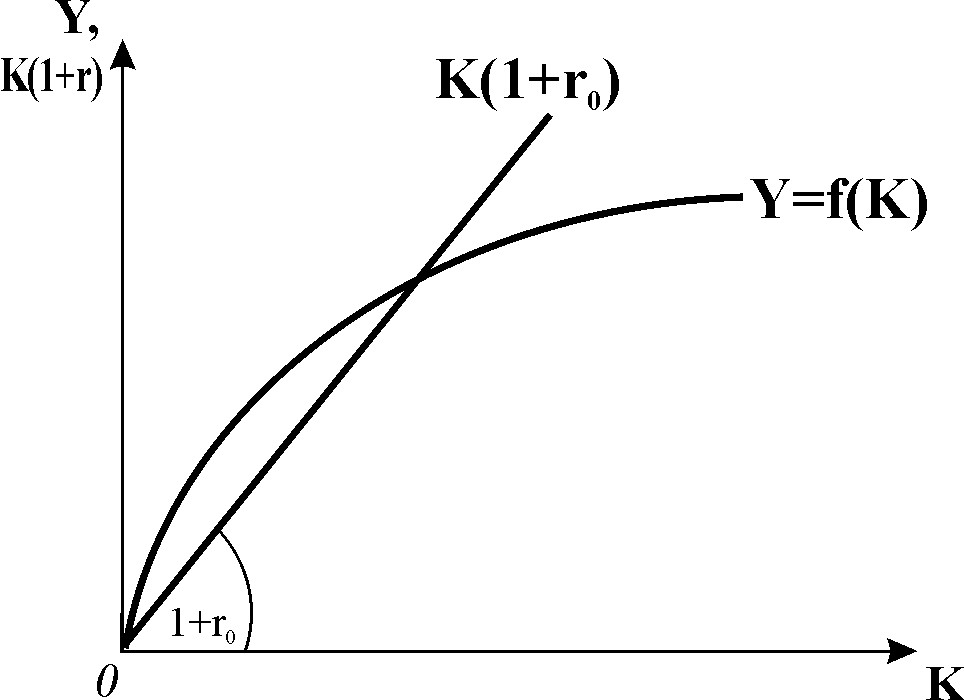 Y,
K(1+r)
K(1+r₀)
Y=f(K)
1+r₀
0
K